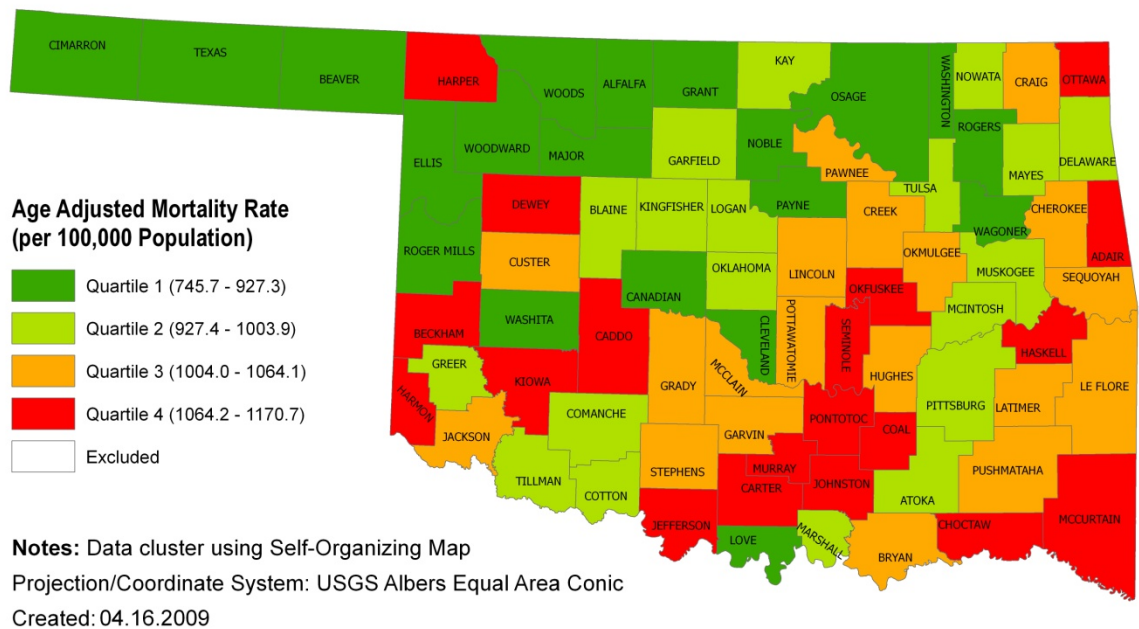 CIMARRON
TEXAS
BEAVER
HARPER
WOODS
ALFALFA
GRANT
KAY
OSAGE
WASHINGTON
NOWATA
CRAIG
OTTAWA
ELLIS
WOODWARD
MAJOR
GARFIELD
NOBLE
PAWNEE
ROGERS
MAYES
DELAWARE
TULSA
DEWEY
BLAINE
KINGFISHER
LOGAN
PAYNE
CREEK
WAGONER
CHEROKEE
ADAIR
ROGER MILLS
CUSTER
CANADIAN
OKLAHOMA
LINCOLN
OKMULGEE
MUSKOGEE
SEQUOYAH
OKFUSKEE
MCINTOSH
BECKHAM
WASHITA
CADDO
CLEVELAND
POTTAWATOMIE
SEMINOLE
HASKELL
GREER
KIOWA
GRADY
MCCLAIN
HUGHES
PITTSBURG
LATIMER
LE FLORE
HARMON
JACKSON
COMANCHE
GARVIN
PONTOTOC
COAL
TILLMAN
COTTON
STEPHENS
MURRAY
CARTER
JOHNSTON
ATOKA
PUSHMATAHA
JEFFERSON
LOVE
MARSHALL
BRYAN
CHOCTAW
MCCURTAIN
Age Adjusted Mortality Rate
(per 100,000 Population)
Quartile 1 (745.7 - 927.3)
Quartile 2 (927.4 - 1003.9)
Quartile 3 (1004.0 - 1064.1)
Quartile 4 (1064.2 - 1170.7)
Excluded
Notes: Data cluster using Self-Organizing Map
Projection/Coordinate System: USGS Albers Equal Area Conic
Created: 04.16.2009